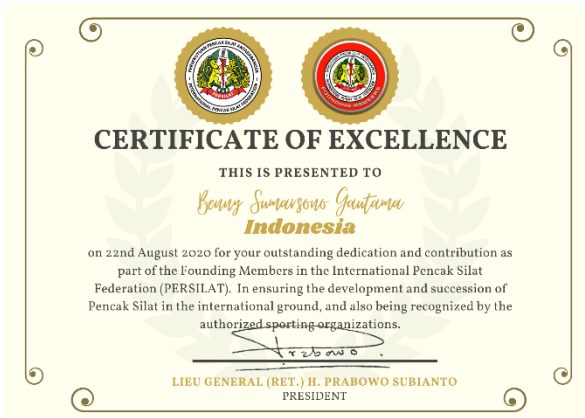 PERSILAT
FOUNDING MEMBERS
CERTIFICATE OF EXCELLENCE
THIS IS PRESENTED TO
Benny Sumarsono Gautama
Indonesia
on 22nd August 2020 for your outstanding dedication and contribution as
part of the Founding Members in the International Pencak Silat
Federation (PERSILAT). In ensuring the development and succession of
Pencak Silat in the international ground, and also being recognized by the
authorized sporting organizations.
Prabowo
LIEU GENERAL (RET.) H. PRABOWO SUBIANTO
PRESIDENT